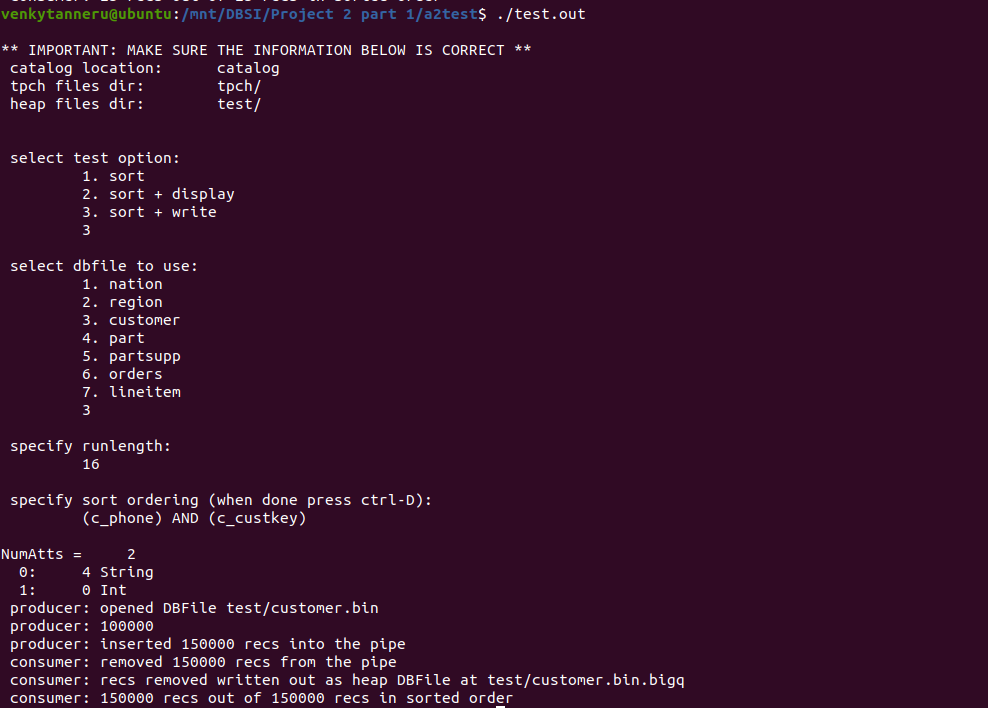 venkytanneru@ubuntu:/mnt/DBSI/Project 2 part 1/a2test$ ./test.out
** IMPORTANT: MAKE SURE THE INFORMATION BELOW IS CORRECT **
catalog location: catalog
tpch files dir: tpch/
heap files dir: test/
select test option:
1. sort
2. sort + display
3. sort + write
3
select dbfile to use:
1. nation
2. region
3. customer
4. part
5. partsupp
6. orders
7. lineitem
3
specify runlength:
16
specify sort ordering (when done press ctrl-D):
(c_phone) AND (c_custkey)
NumAtts = 2
0: 4 String
1: 0 Int
producer: opened DBFile test/customer.bin
producer: 100000
producer: inserted 150000 recs into the pipe
consumer: removed 150000 recs from the pipe
consumer: recs removed written out as heap DBFile at test/customer.bin.bigq
consumer: 150000 recs out of 150000 recs in sorted order